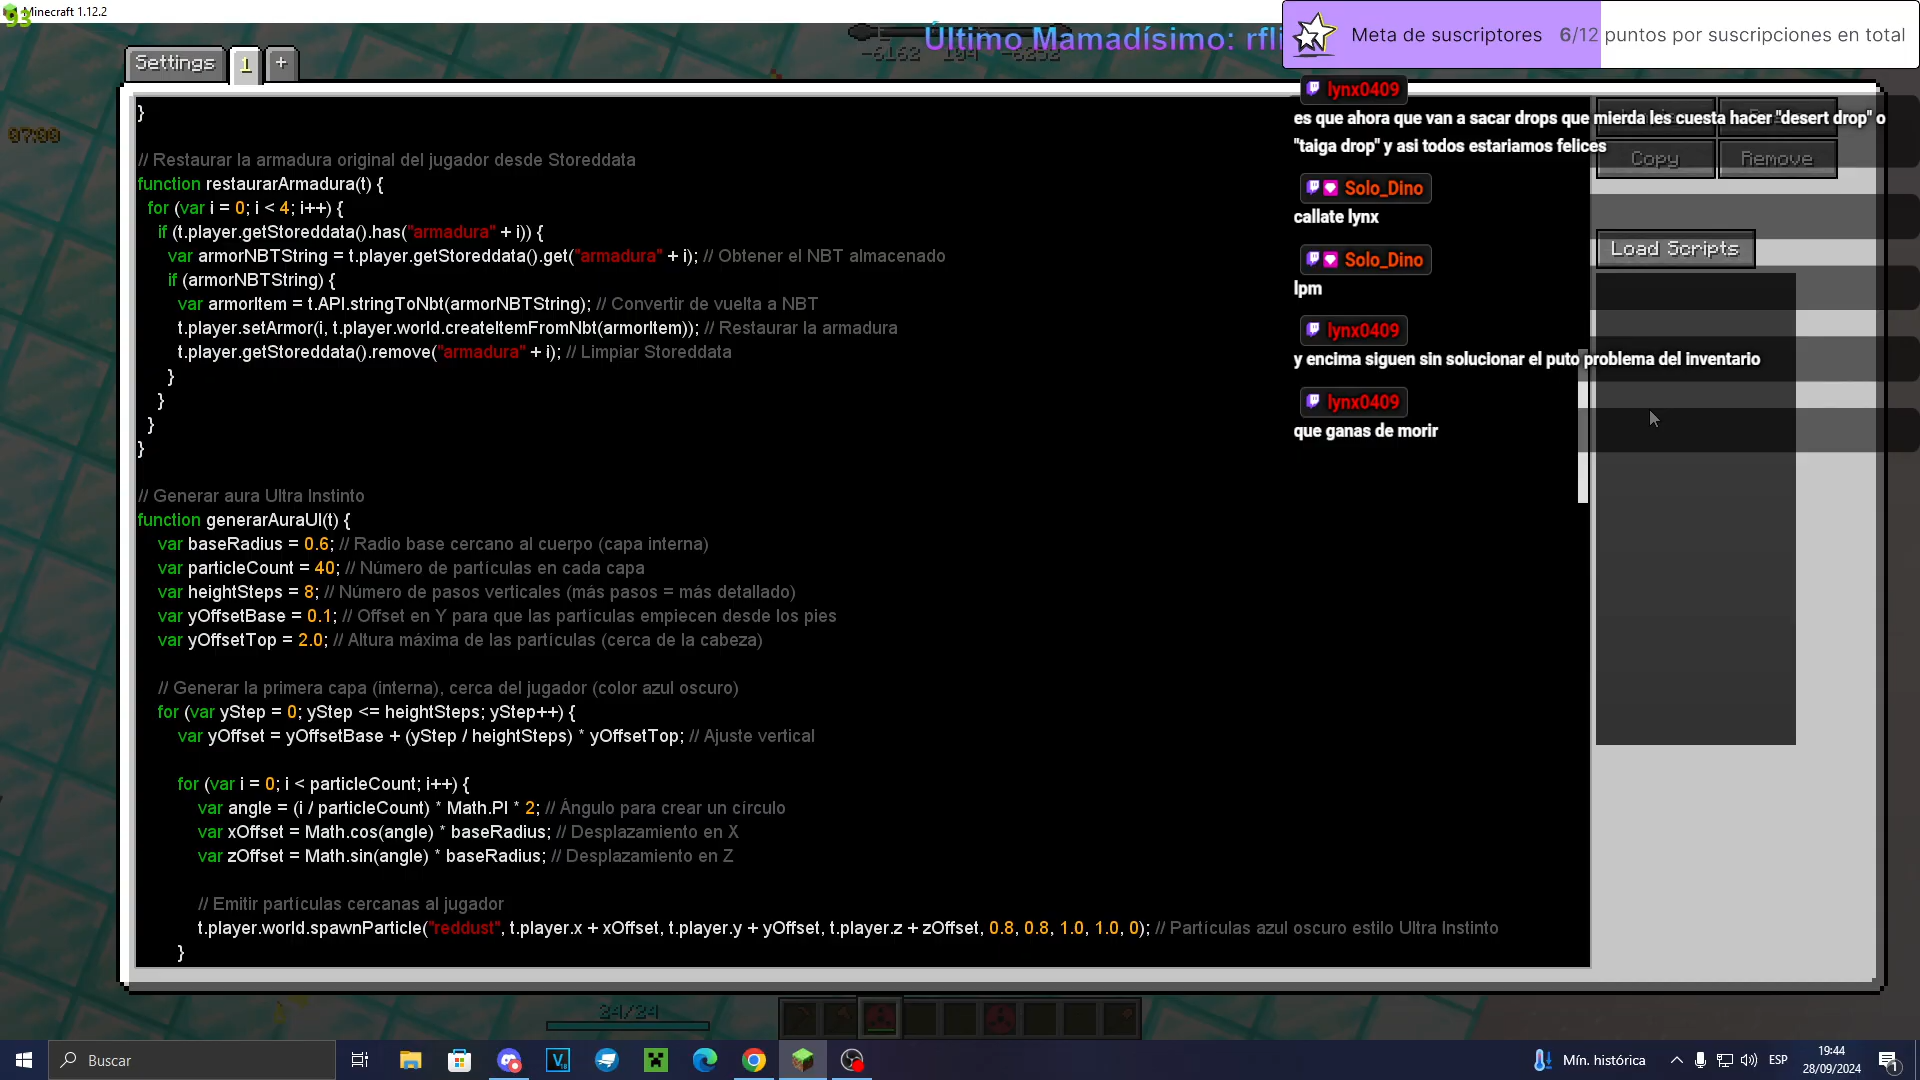 Minecraft 1.12.2
93
Último Mamadísimo: rfli
-6162 104 -6252
Meta de suscriptores 6/12 puntos por suscripciones en total
Settings
1
+
07:00
lynx0409
es que ahora que van a sacar drops que mierda les cuesta hacer "desert drop" o
"taiga drop" y asi todos estariamos felices
Copy
Remove
Solo_Dino
callate lynx
Solo_Dino
lpm
lynx0409
y encima siguen sin solucionar el puto problema del inventario
lynx0409
que ganas de morir
Load Scripts
}
// Restaurar la armadura original del jugador desde Storeddata
function restaurarArmadura(t) {
for (var i = 0; i < 4; i++) {
if (t.player.getStoreddata().has("armadura" + i)) {
var armorNBTString = t.player.getStoreddata().get("armadura" + i); // Obtener el NBT almacenado
if (armorNBTString) {
var armorItem = t.API.stringToNbt(armorNBTString); // Convertir de vuelta a NBT
t.player.setArmor(i, t.player.world.createItemFromNbt(armorItem)); // Restaurar la armadura
t.player.getStoreddata().remove("armadura" + i); // Limpiar Storeddata
}
}
}
}
// Generar aura Ultra Instinto
function generarAuraUI(t) {
var baseRadius = 0.6; // Radio base cercano al cuerpo (capa interna)
var particleCount = 40; // Número de partículas en cada capa
var heightSteps = 8; // Número de pasos verticales (más pasos = más detallado)
var yOffsetBase = 0.1; // Offset en Y para que las partículas empiecen desde los pies
var yOffsetTop = 2.0; // Altura máxima de las partículas (cerca de la cabeza)
// Generar la primera capa (interna), cerca del jugador (color azul oscuro)
for (var yStep = 0; yStep <= heightSteps; yStep++) {
var yOffset = yOffsetBase + (yStep / heightSteps) * yOffsetTop; // Ajuste vertical
for (var i = 0; i < particleCount; i++) {
var angle = (i / particleCount) * Math.PI * 2; // Ángulo para crear un círculo
var xOffset = Math.cos(angle) * baseRadius; // Desplazamiento en X
var zOffset = Math.sin(angle) * baseRadius; // Desplazamiento en Z
// Emitir partículas cercanas al jugador
t.player.world.spawnParticle("reddust", t.player.x + xOffset, t.player.y + yOffset, t.player.z + zOffset, 0.8, 0.8, 1.0, 1.0, 0); // Partículas azul oscuro estilo Ultra Instinto
}
24/24
Buscar
Mín. histórica
ESP
19:44
28/09/2024
1